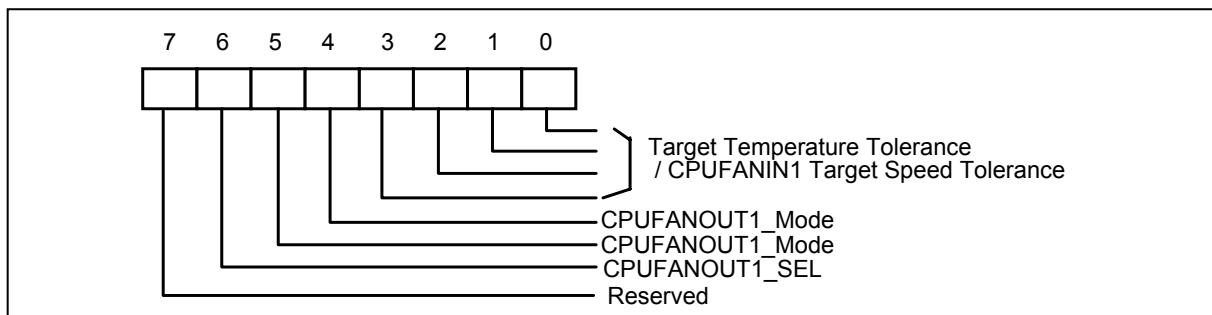 7 6 5 4 3 2 1 0
Target Temperature Tolerance
/ CPUFANIN1 Target Speed Tolerance
CPUFANOUT1_Mode
CPUFANOUT1_Mode
CPUFANOUT1_SEL
Reserved